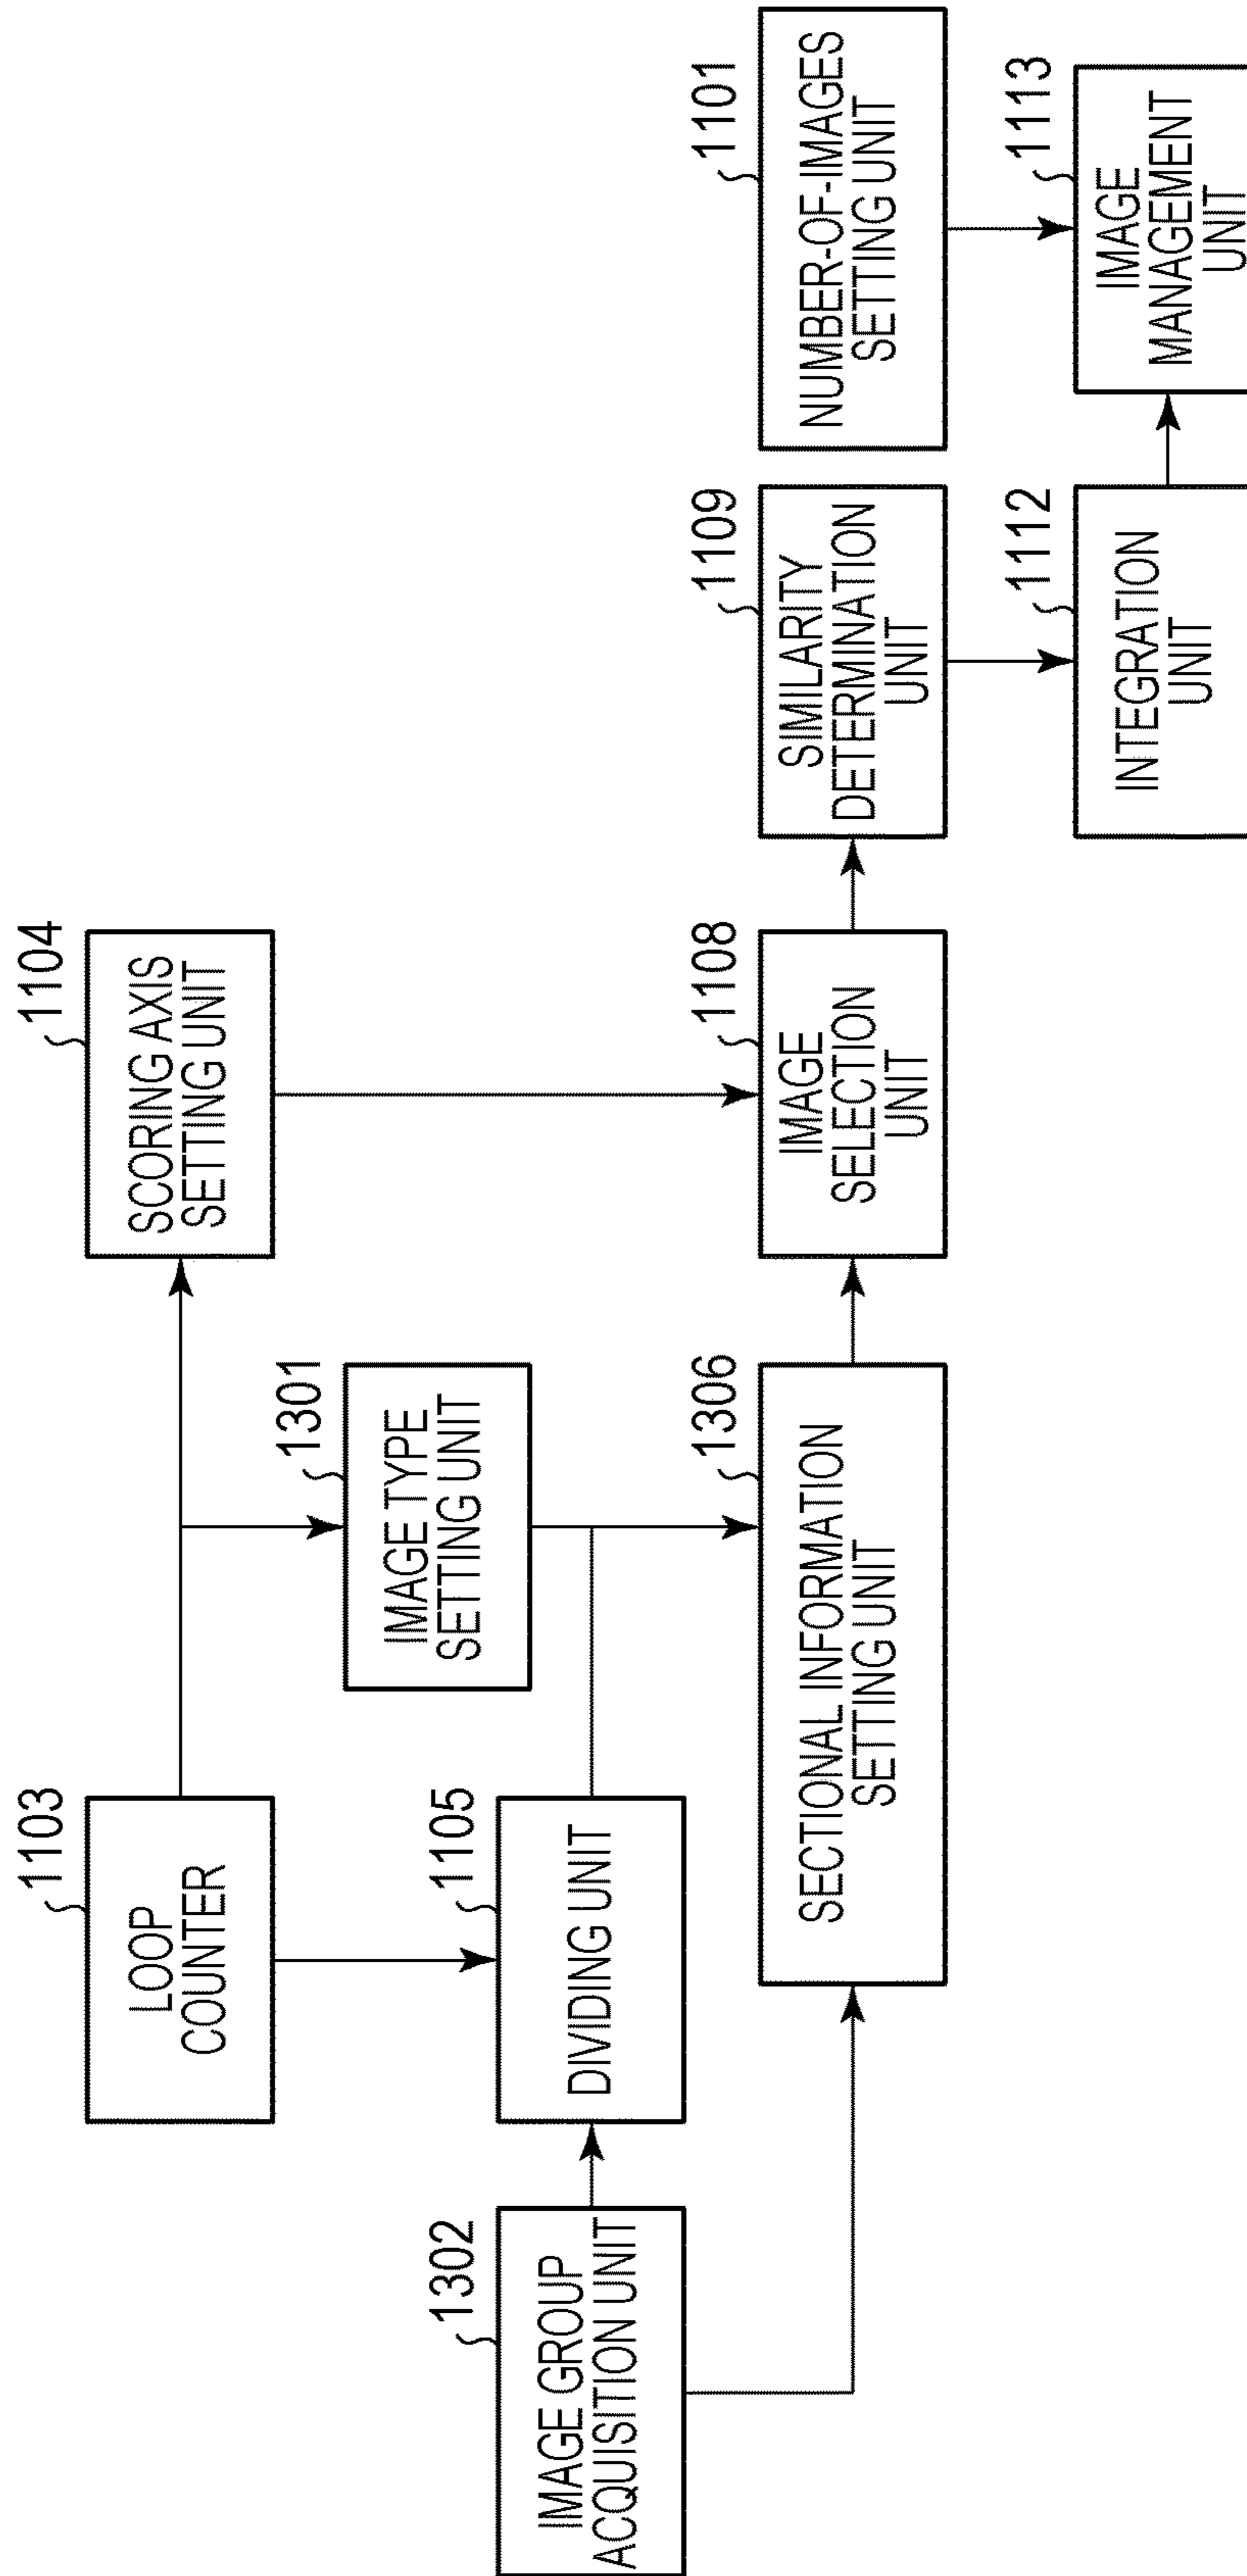 1103
LOOP
COUNTER
1104
SCORING AXIS
SETTING UNIT
1301
IMAGE TYPE
SETTING UNIT
1302
IMAGE GROUP
ACQUISITION UNIT
1105
DIVIDING UNIT
1306
SECTIONAL INFORMATION
SETTING UNIT
1108
IMAGE
SELECTION
UNIT
1109
SIMILARITY
DETERMINATION
UNIT
1101
NUMBER-OF-IMAGES
SETTING UNIT
1112
INTEGRATION
UNIT
1113
IMAGE
MANAGEMENT
UNIT